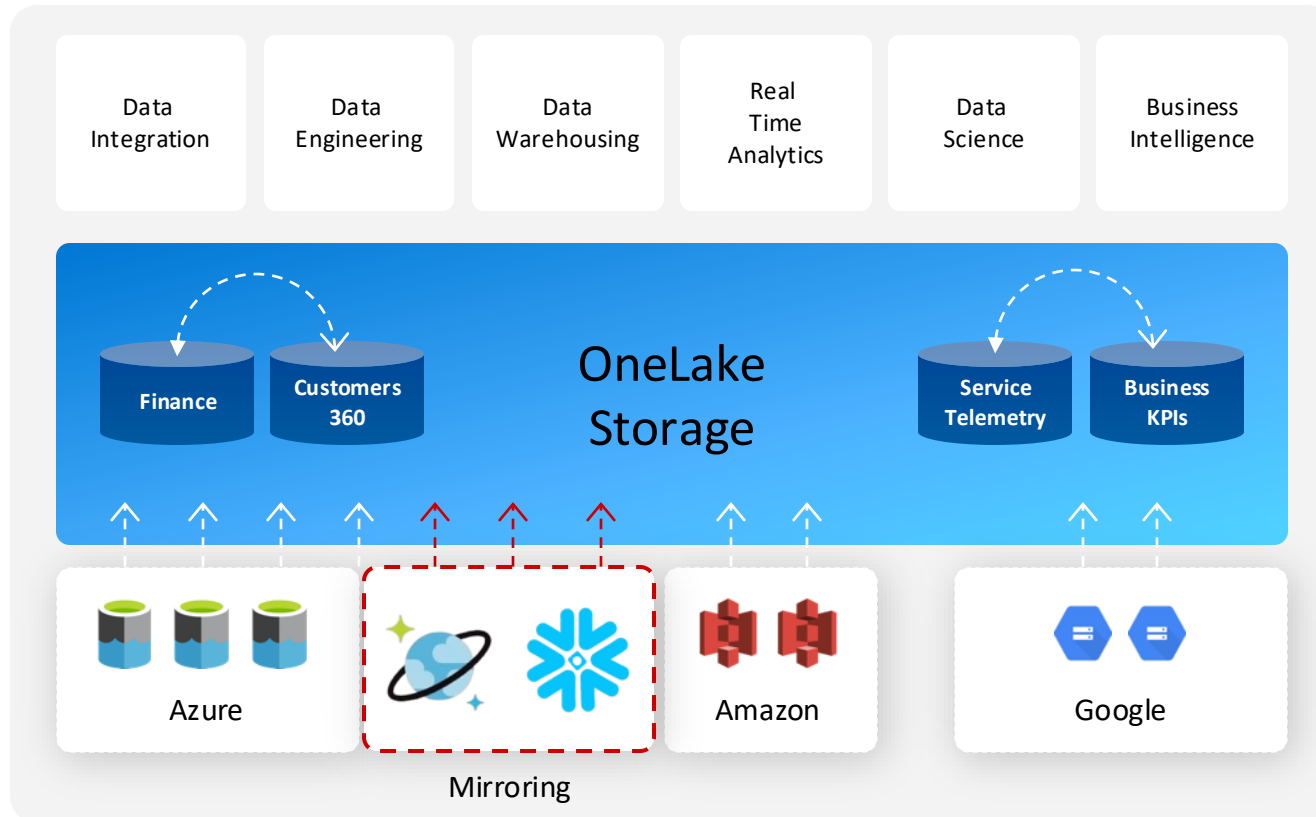 Data
Integration
Data
Engineering
Data
Warehousing
Real
Time
Analytics
Data
Science
Business
Intelligence
OneLake
Storage
Finance
Customers
360
Service
Telemetry
Business
KPIs
Azure
Amazon
Google
Mirroring